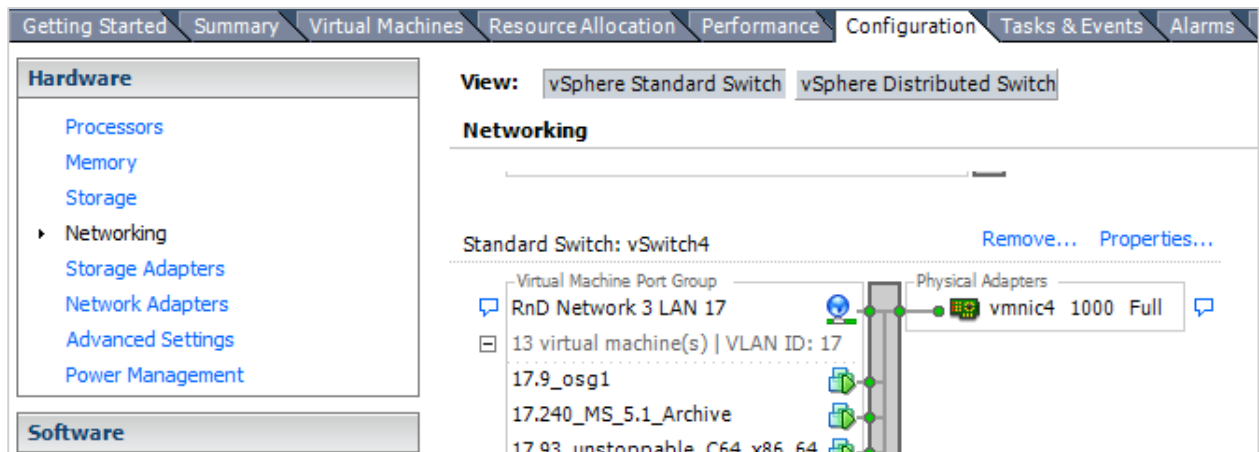 Getting Started Summary Virtual Machines Resource Allocation Performance Configuration Tasks & Events Alarms
Hardware
Processors
Memory
Storage
Networking
Storage Adapters
Network Adapters
Advanced Settings
Power Management
Software
View: vSphere Standard Switch vSphere Distributed Switch
Networking
Standard Switch: vSwitch4 Remove... Properties...
Virtual Machine Port Group Physical Adapters
RnD Network 3 LAN 17 vmnic4 1000 Full
13 virtual machine(s) | VLAN ID: 17
17.9_osg1
17.240_MS_5.1_Archive
17.93_unstoppable_C64_x86_64